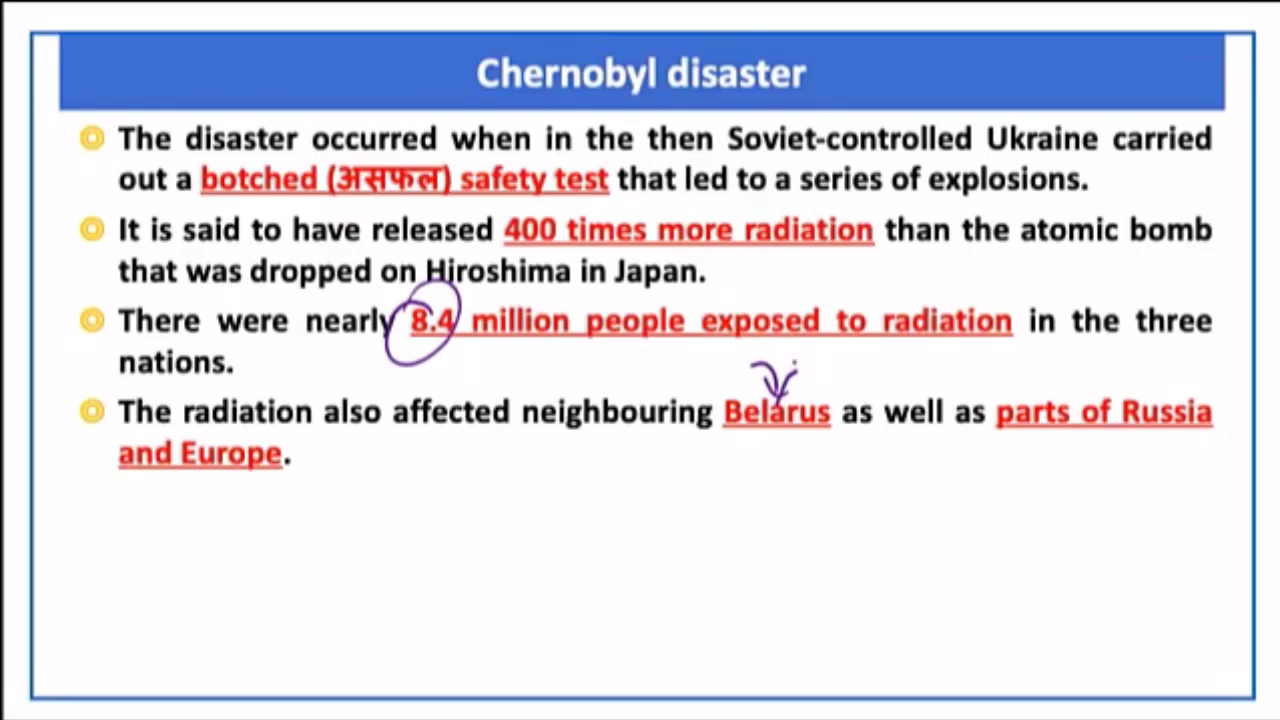 Chernobyl disaster
The disaster occurred when in the then Soviet-controlled Ukraine carried
out a botched (असफल) safety test that led to a series of explosions.
It is said to have released 400 times more radiation than the atomic bomb
that was dropped on Hiroshima in Japan.
There were nearly 8.4 million people exposed to radiation in the three
nations.
The radiation also affected neighbouring Belarus as well as parts of Russia
and Europe.